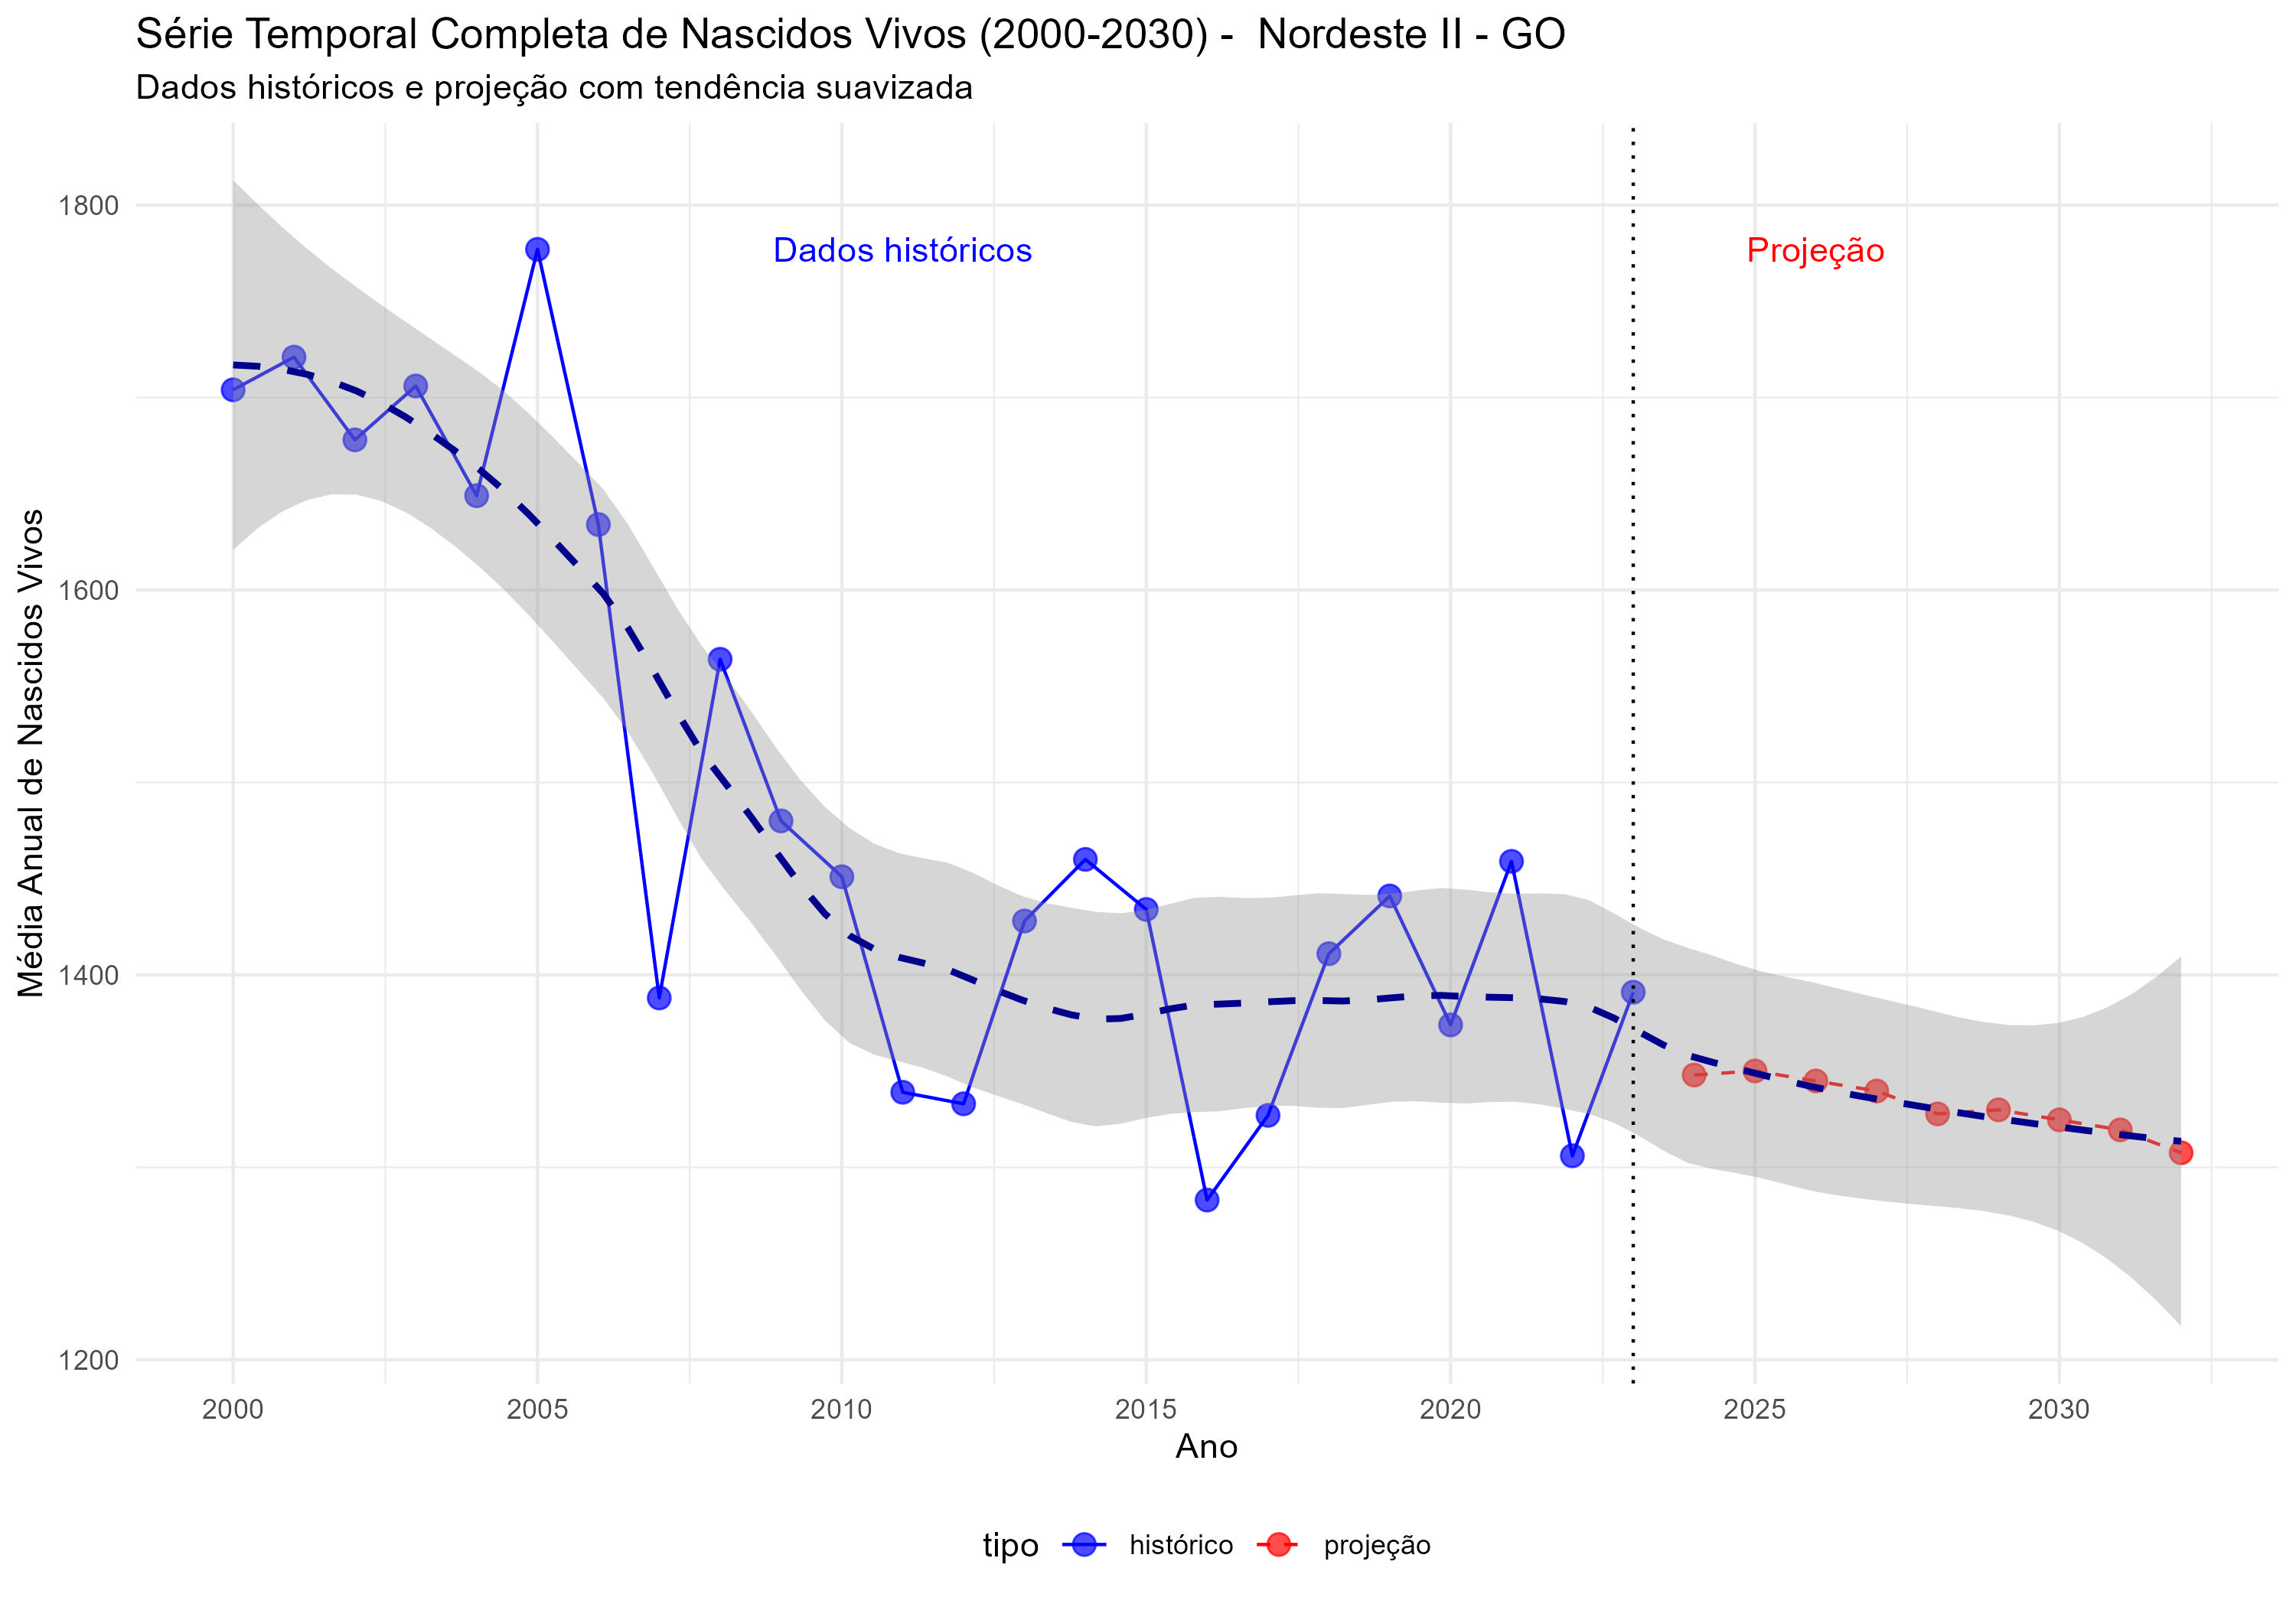 Série Temporal Completa de Nascidos Vivos (2000-2030) -  Nordeste II - GO
Dados históricos e projeção com tendência suavizada
Média Anual de Nascidos Vivos
1800
1600
1400
1200
Dados históricos
Projeção
2000
2005
2010
2015
2020
2025
2030
Ano
tipo
histórico
projeção